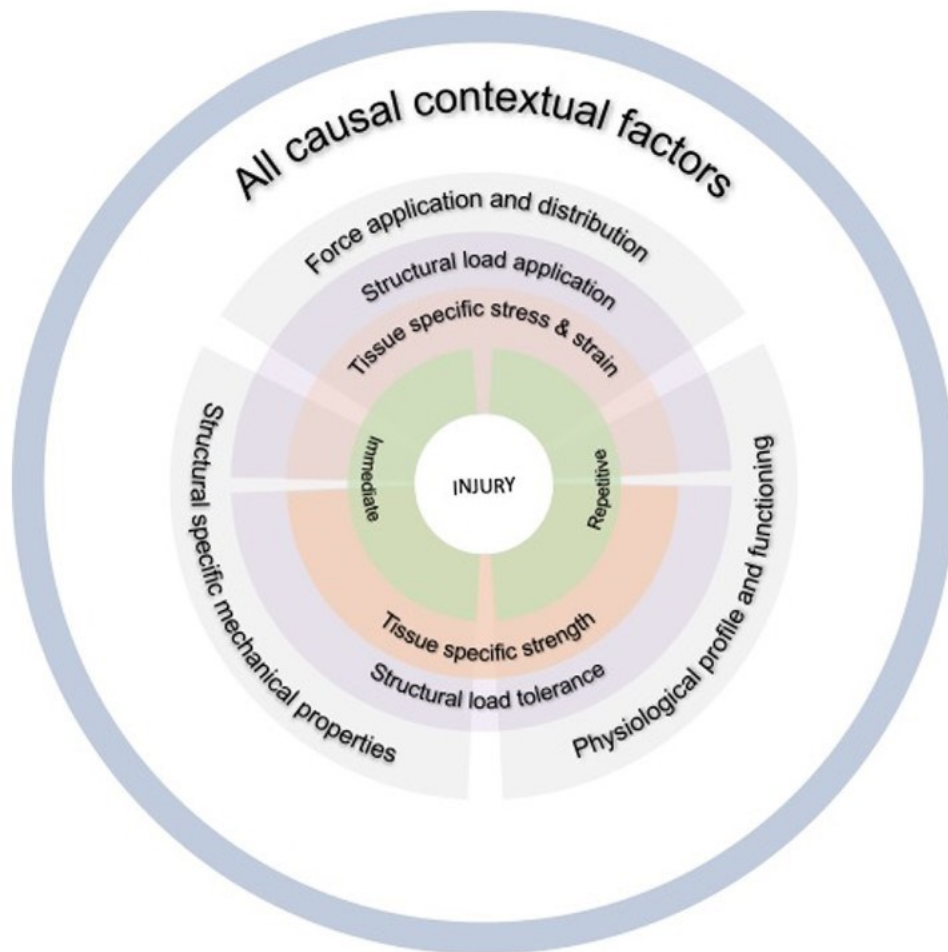 All causal contextual factors
Force application and distribution
Structural load application
Tissue specific stress & strain
Immediate
INJURY
Repetitive
Tissue specific strength
Structural load tolerance
Structural specific mechanical properties
Physiological profile and functioning